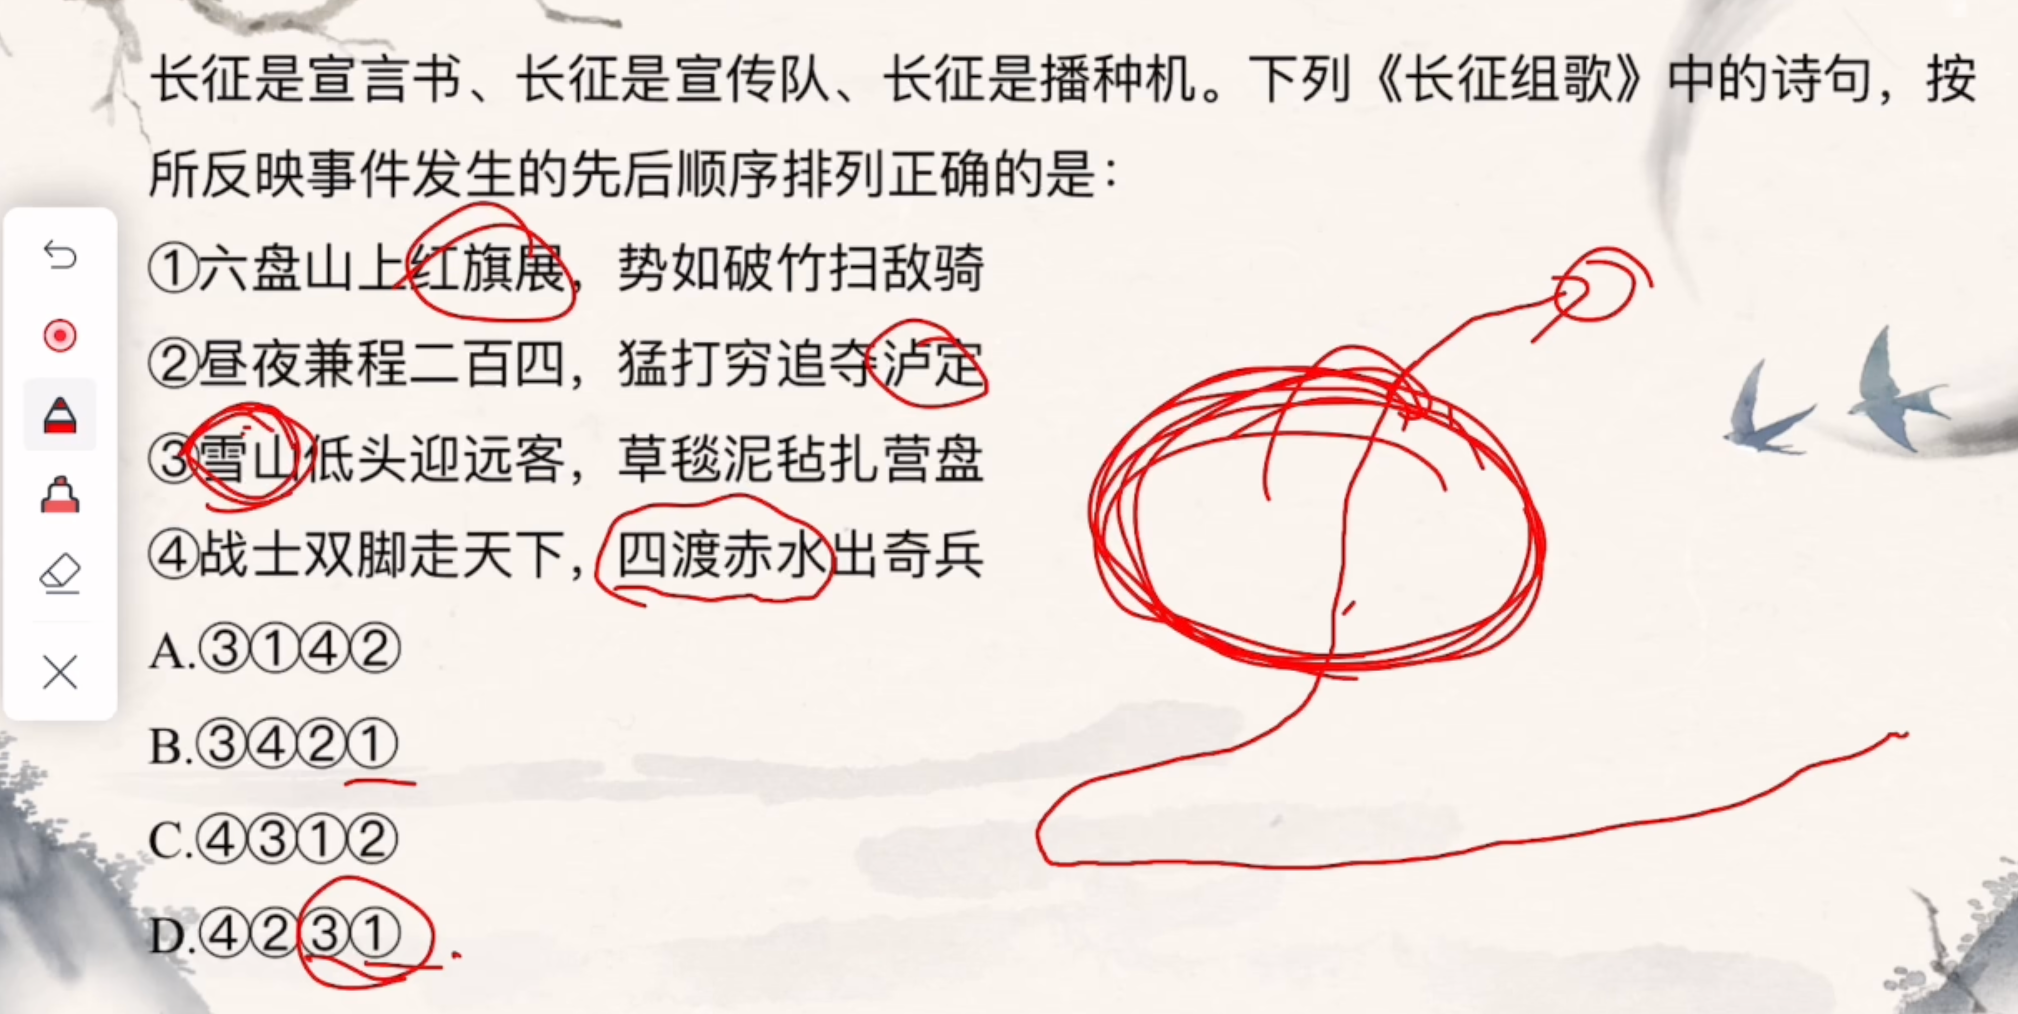 长征是宣言书、长征是宣传队、长征是播种机。下列《长征组歌》中的诗句，按
所反映事件发生的先后顺序排列正确的是：
①六盘山上红旗展，势如破竹扫敌骑
②昼夜兼程二百四，猛打穷追夺泸定
③雪山低头迎远客，草毯泥毡扎营盘
④战士双脚走天下，四渡赤水出奇兵
A.③①④②
B.③④②①
C.④③①②
D.④②③①